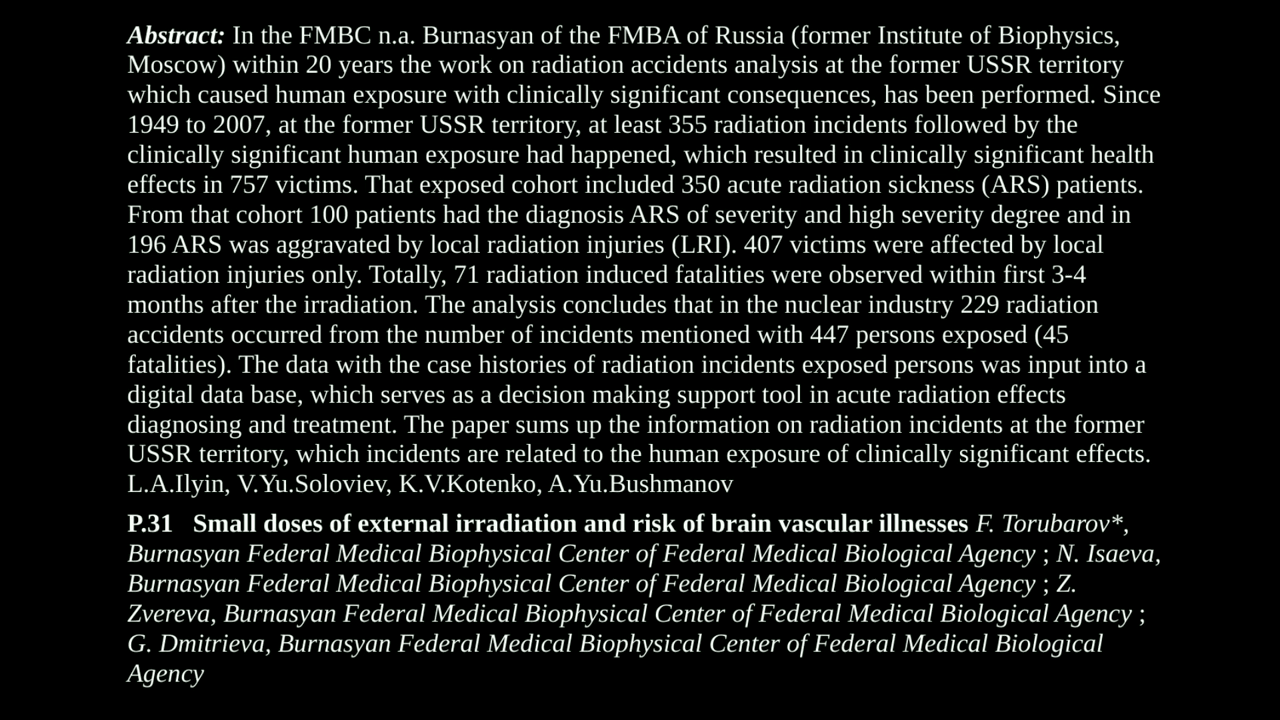 Abstract: In the FMBC n.a. Burnasyan of the FMBA of Russia (former Institute of Biophysics,
Moscow) within 20 years the work on radiation accidents analysis at the former USSR territory
which caused human exposure with clinically significant consequences, has been performed. Since
1949 to 2007, at the former USSR territory, at least 355 radiation incidents followed by the
clinically significant human exposure had happened, which resulted in clinically significant health
effects in 757 victims. That exposed cohort included 350 acute radiation sickness (ARS) patients.
From that cohort 100 patients had the diagnosis ARS of severity and high severity degree and in
196 ARS was aggravated by local radiation injuries (LRI). 407 victims were affected by local
radiation injuries only. Totally, 71 radiation induced fatalities were observed within first 3-4
months after the irradiation. The analysis concludes that in the nuclear industry 229 radiation
accidents occurred from the number of incidents mentioned with 447 persons exposed (45
fatalities). The data with the case histories of radiation incidents exposed persons was input into a
digital data base, which serves as a decision making support tool in acute radiation effects
diagnosing and treatment. The paper sums up the information on radiation incidents at the former
USSR territory, which incidents are related to the human exposure of clinically significant effects.
L.A.Ilyin, V.Yu.Soloviev, K.V.Kotenko, A.Yu.Bushmanov
P.31 Small doses of external irradiation and risk of brain vascular illnesses F. Torubarov*,
Burnasyan Federal Medical Biophysical Center of Federal Medical Biological Agency ; N. Isaeva,
Burnasyan Federal Medical Biophysical Center of Federal Medical Biological Agency ; Z.
Zvereva, Burnasyan Federal Medical Biophysical Center of Federal Medical Biological Agency ;
G. Dmitrieva, Burnasyan Federal Medical Biophysical Center of Federal Medical Biological
Agency